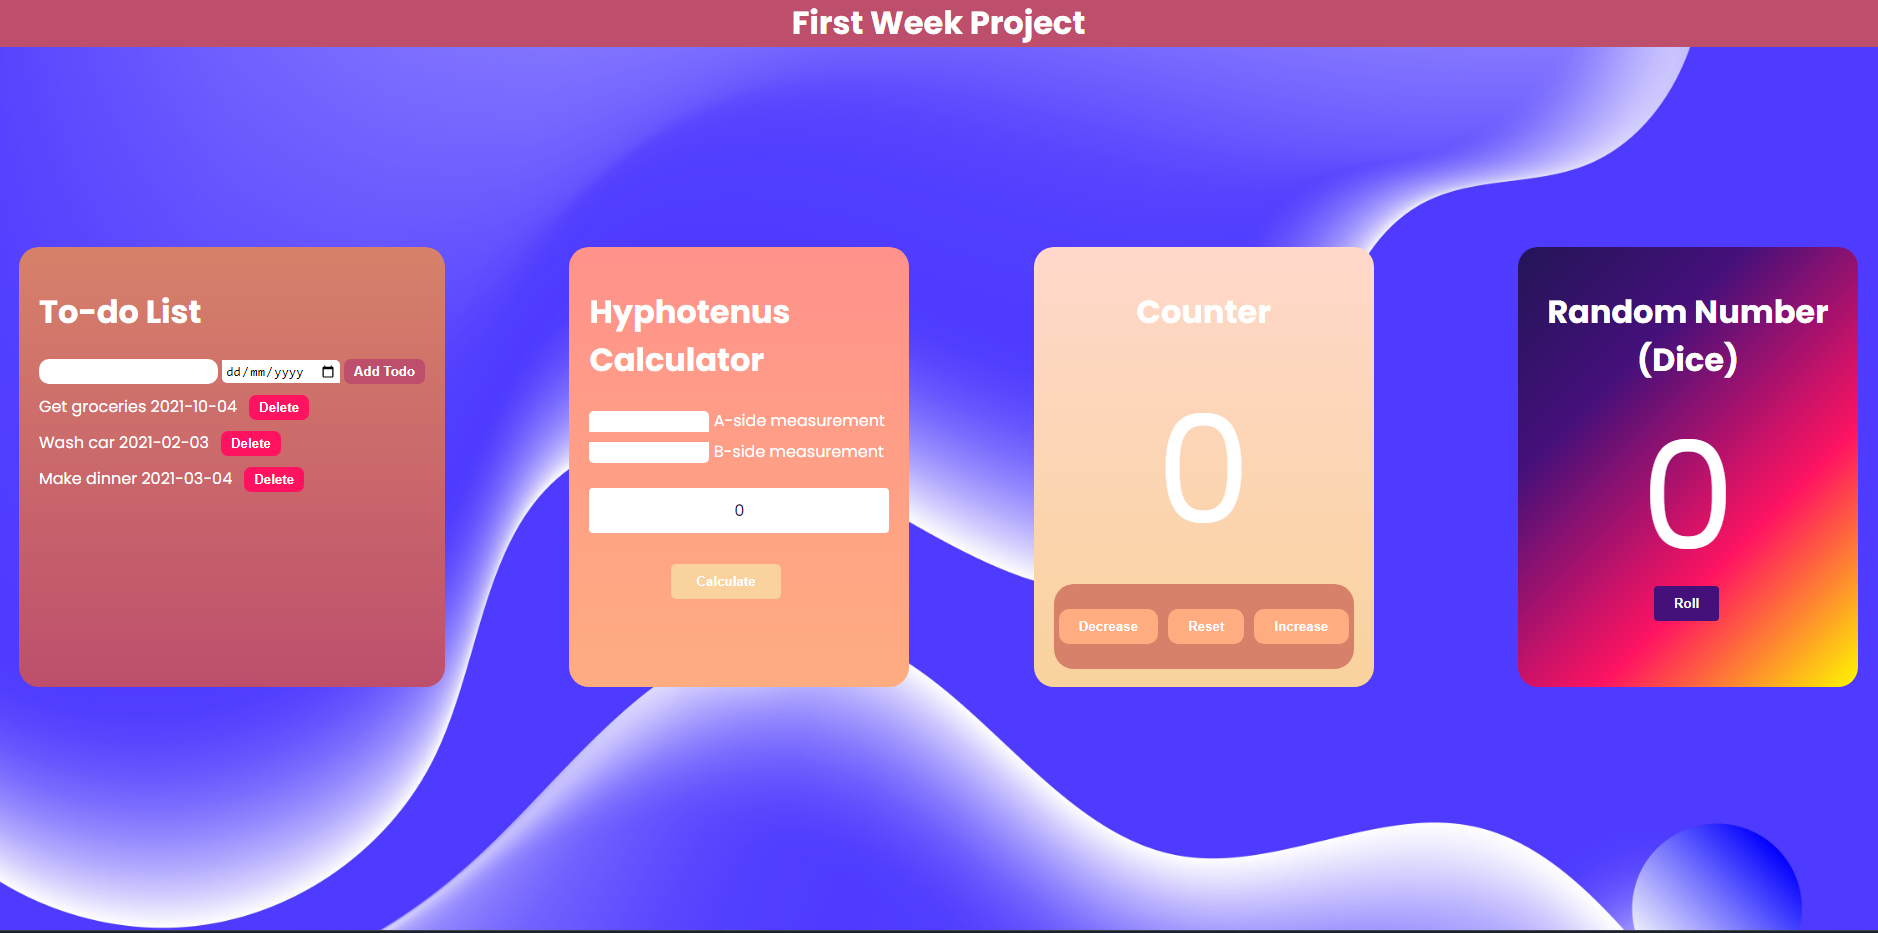 First Week Project
To-do List
dd/mm/yyyy Add Todo
Get groceries 2021-10-04 Delete
Wash car 2021-02-03 Delete
Make dinner 2021-03-04 Delete
Hyphotenus
Calculator
A-side measurement
B-side measurement
0
Calculate
Counter
0
Decrease Reset Increase
Random Number
(Dice)
0
Roll